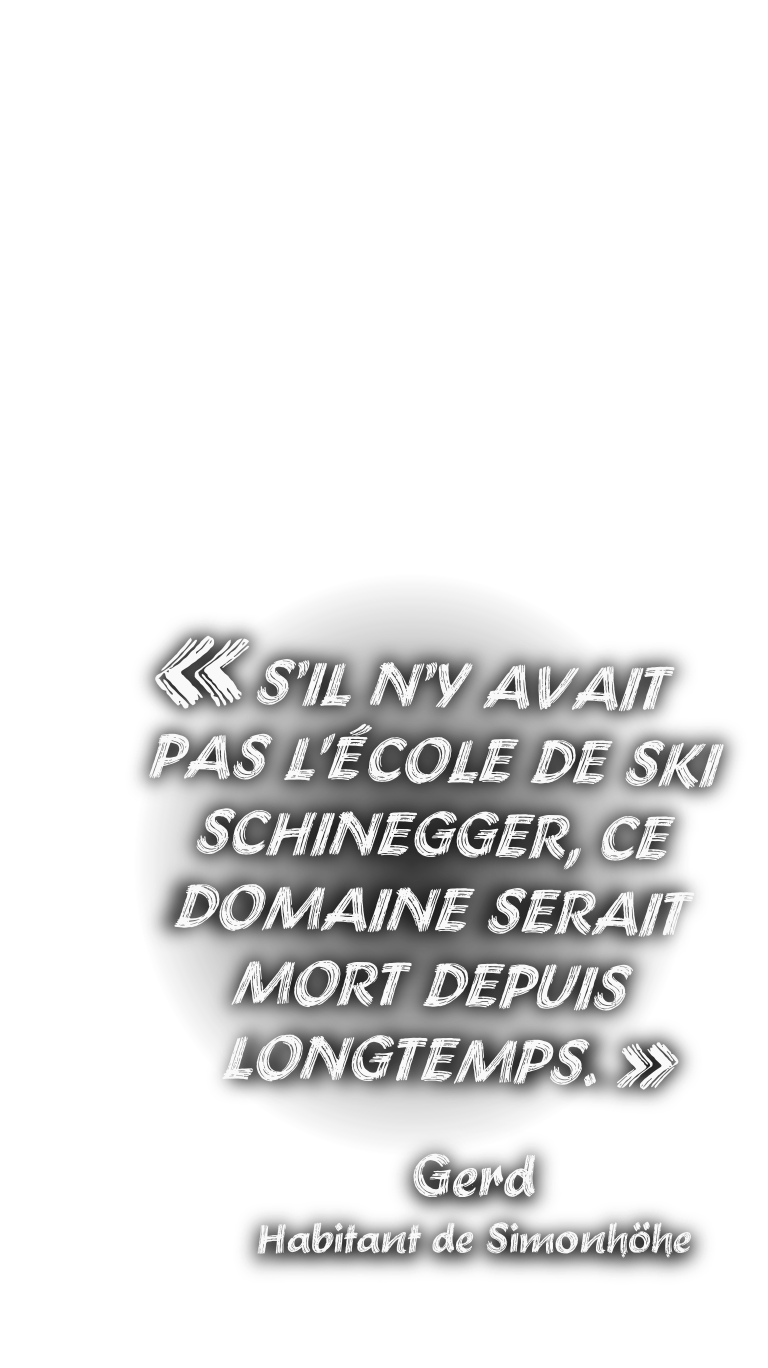 « S’IL N’Y AVAIT
PAS L’ÉCOLE DE SKI
SCHINEGGER, CE
DOMAINE SERAIT
MORT DEPUIS
LONGTEMPS. »
Gerd
Habitant de Simonhöhe